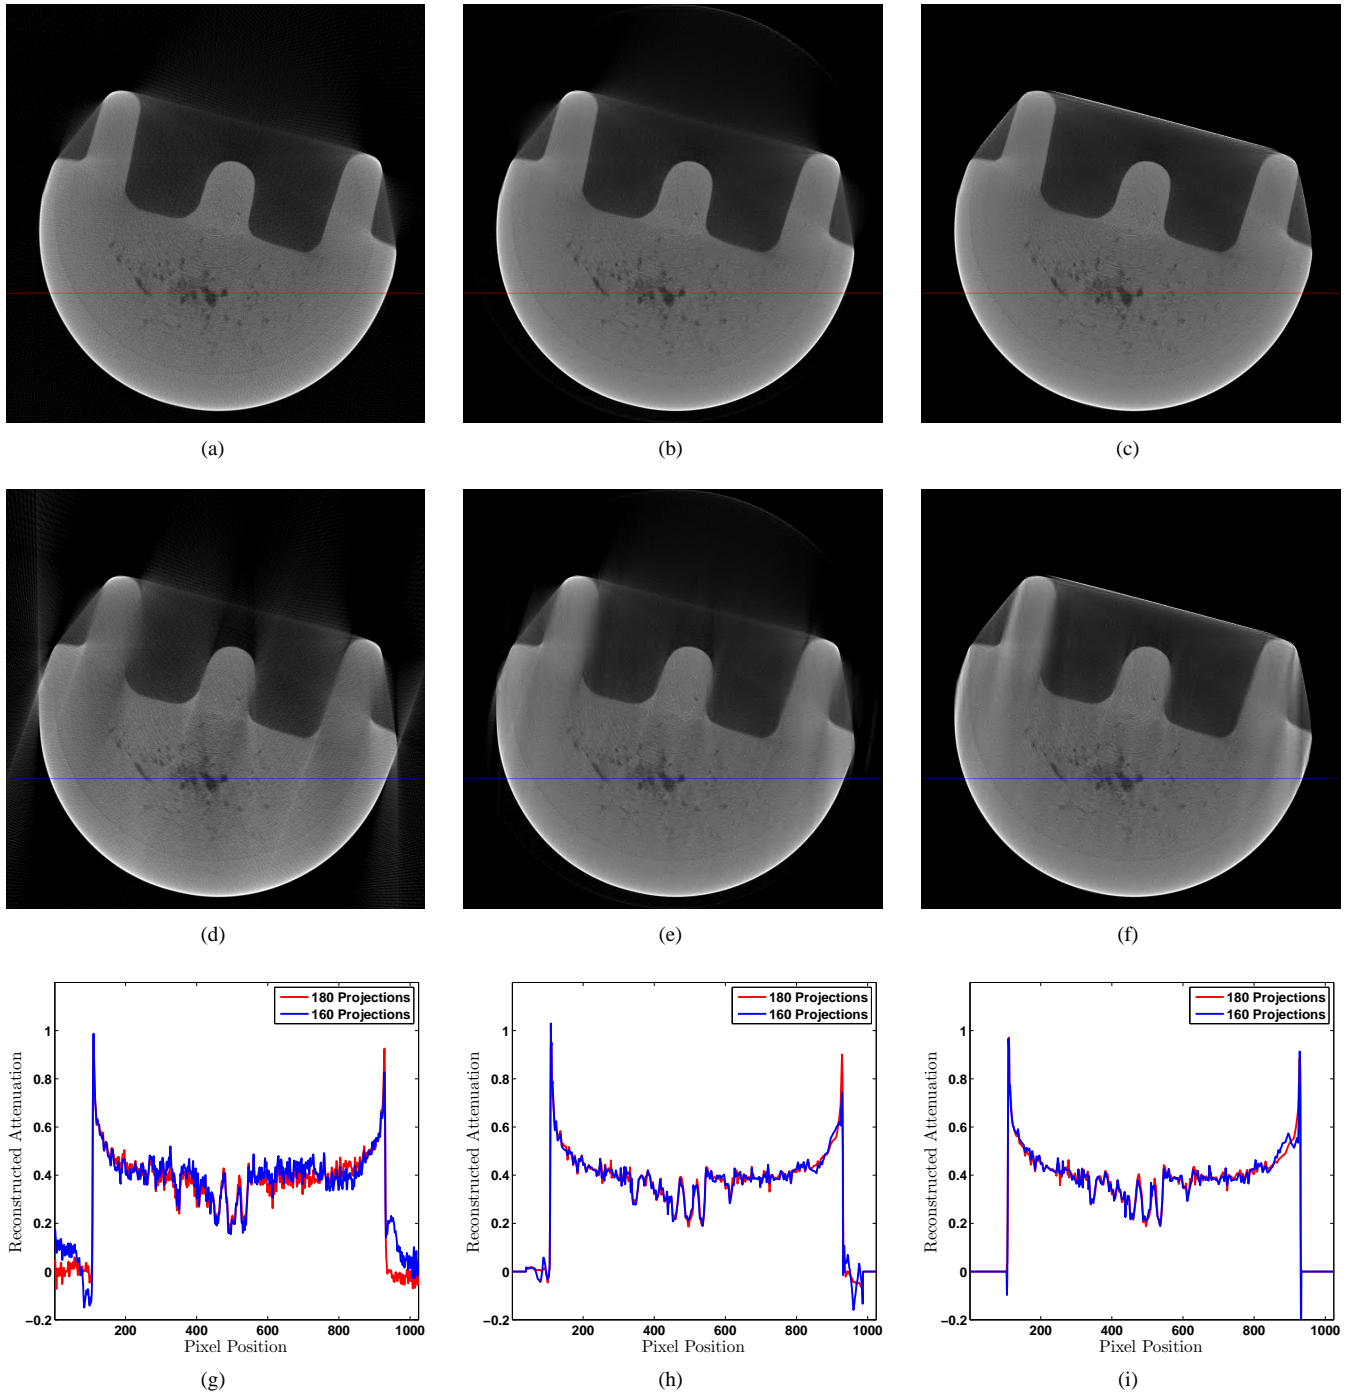 (a)
(b)
(c)
(d)
(e)
(f)
180 Projections
160 Projections
1
0.8
0.6
0.4
0.2
0
−0.2
200
400
600
800
1000
Reconstructed Attenuation
Pixel Position
(g)
180 Projections
160 Projections
1
0.8
0.6
0.4
0.2
0
−0.2
200
400
600
800
1000
Reconstructed Attenuation
Pixel Position
(h)
180 Projections
160 Projections
1
0.8
0.6
0.4
0.2
0
−0.2
200
400
600
800
1000
Reconstructed Attenuation
Pixel Position
(i)